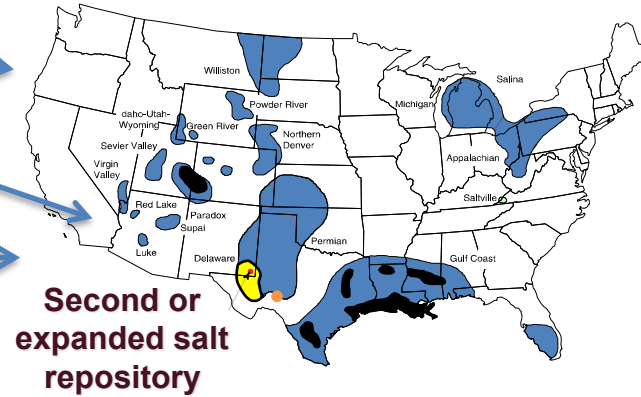 Williston
Salina
Michigan
Powder River
daho-Utah-
Wyoming
Green River
Northern
Denver
Sevier Valley
Appalachian
Virgin
Valley
Saltville
Red Lake
Paradox
Supai
Permian
Luke
Delaware
Gulf Coast
Second or
expanded salt
repository